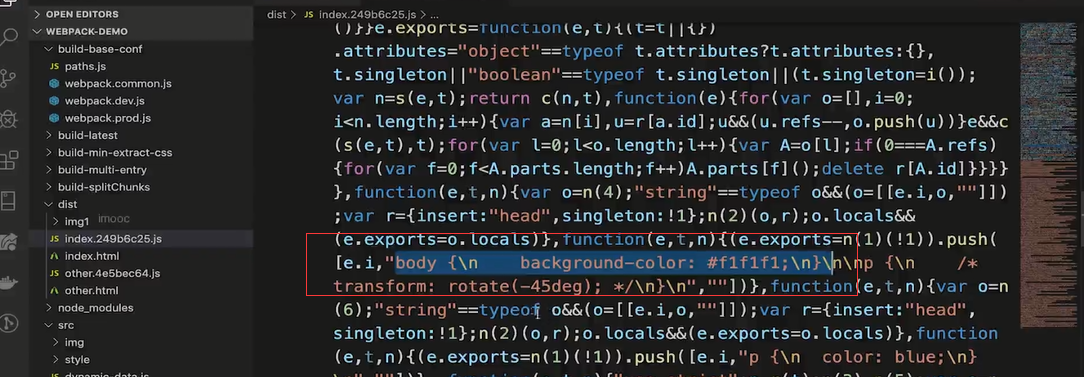 OPEN EDITORS
WEBPACK-DEMO
build-base-conf
JS paths.js
webpack.common.js
webpack.dev.js
webpack.prod.js
build-latest
build-min-extract-css
build-multi-entry
build-splitChunks
dist
img1
imooc
JS index.249b6c25.js
index.html
JS other.4e5bec64.js
other.html
node_modules
src
img
style
JS dynamic_data.js
dist > JS index.249b6c25.js > ...
()}}e.exports=function(e,t){(t=t||{})
.attributes="object"==typeof t.attributes?t.attributes:{},
t.singleton||"boolean"==typeof t.singleton||(t.singleton=i());
var n=s(e,t);return c(n,t),function(e){for(var o=[],i=0;
i<n.length;i++){var a=n[i],u=r[a.id];u&&(u.refs--,o.push(u))}e&&c
(s(e,t),t);for(var l=0;l<o.length;l++){var A=o[l];if(0===A.refs)
{for(var f=0;f<A.parts.length;f++)A.parts[f]();delete r[A.id]}}}}
},function(e,t,n){var o=n(4);"string"==typeof o&&(o=[[e.i,o,""]])
;var r={insert:"head",singleton:!1};n(2)(o,r);o.locals&&
(e.exports=o.locals)},function(e,t,n){(e.exports=n(1)(!1)).push(
[e.i,"body {\n    background-color: #f1f1f1;\n}\n\np {\n    /*
transform: rotate(-45deg); */\n}\n",""])},function(e,t,n){var o=n
(6);"string"==typeof o&&(o=[[e.i,o,""]]);var r={insert:"head",
singleton:!1};n(2)(o,r);o.locals&&(e.exports=o.locals)},function
(e,t,n){(e.exports=n(1)(!1)).push([e.i,"p {\n  color: blue;\n}